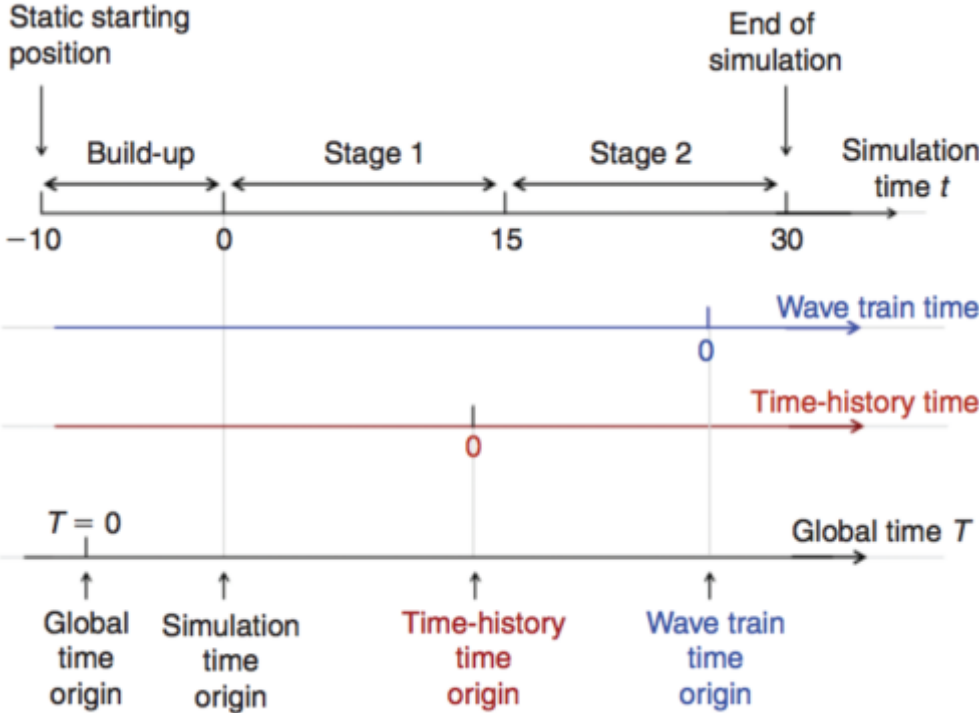 Static starting
position
End of
simulation
Build-up
Stage 1
Stage 2
Simulation
time t
−10
0
15
30
Wave train time
0
Time-history time
0
T = 0
Global time T
Global
time
origin
Simulation
time
origin
Time-history
time
origin
Wave train
time
origin